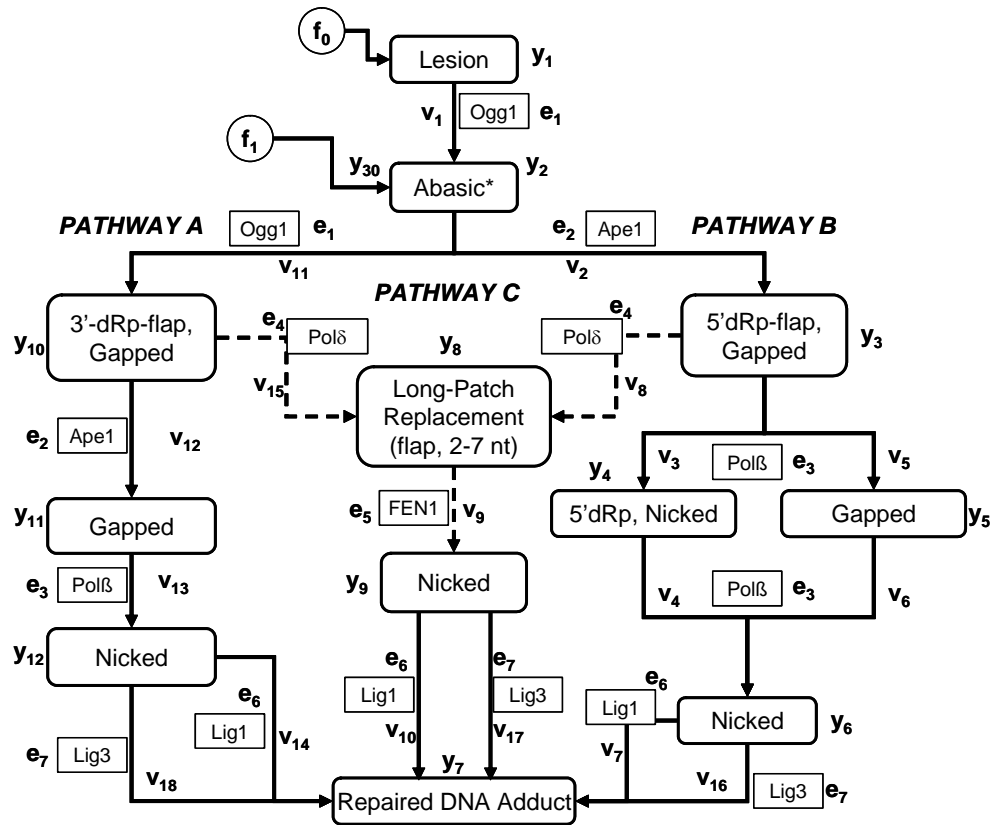 f0
Lesion
y1
v1
Ogg1
e1
f1
y30
y2
Abasic*
PATHWAY A
Ogg1
e1
e2
Ape1
PATHWAY B
v11
v2
PATHWAY C
3'-dRp-flap,
Gapped
y10
e4
Polδ
v15
y8
e4
Polδ
v8
5'dRp-flap,
Gapped
y3
Long-Patch
Replacement
(flap, 2-7 nt)
e2
Ape1
v12
v3
Polß
e3
v5
y4
y11
Gapped
e5
FEN1
v9
5'dRp, Nicked
Gapped
y5
e3
Polß
v13
y9
Nicked
v4
Polß
e3
v6
y12
Nicked
e6
Lig1
v14
e6
Lig1
v10
e7
Lig3
v17
e6
Lig1
v7
Nicked
y6
e7
Lig3
v18
y7
v16
Lig3
e7
Repaired DNA Adduct